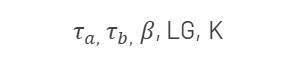 𝜏𝑎, 𝜏𝑏, 𝛽, LG, K